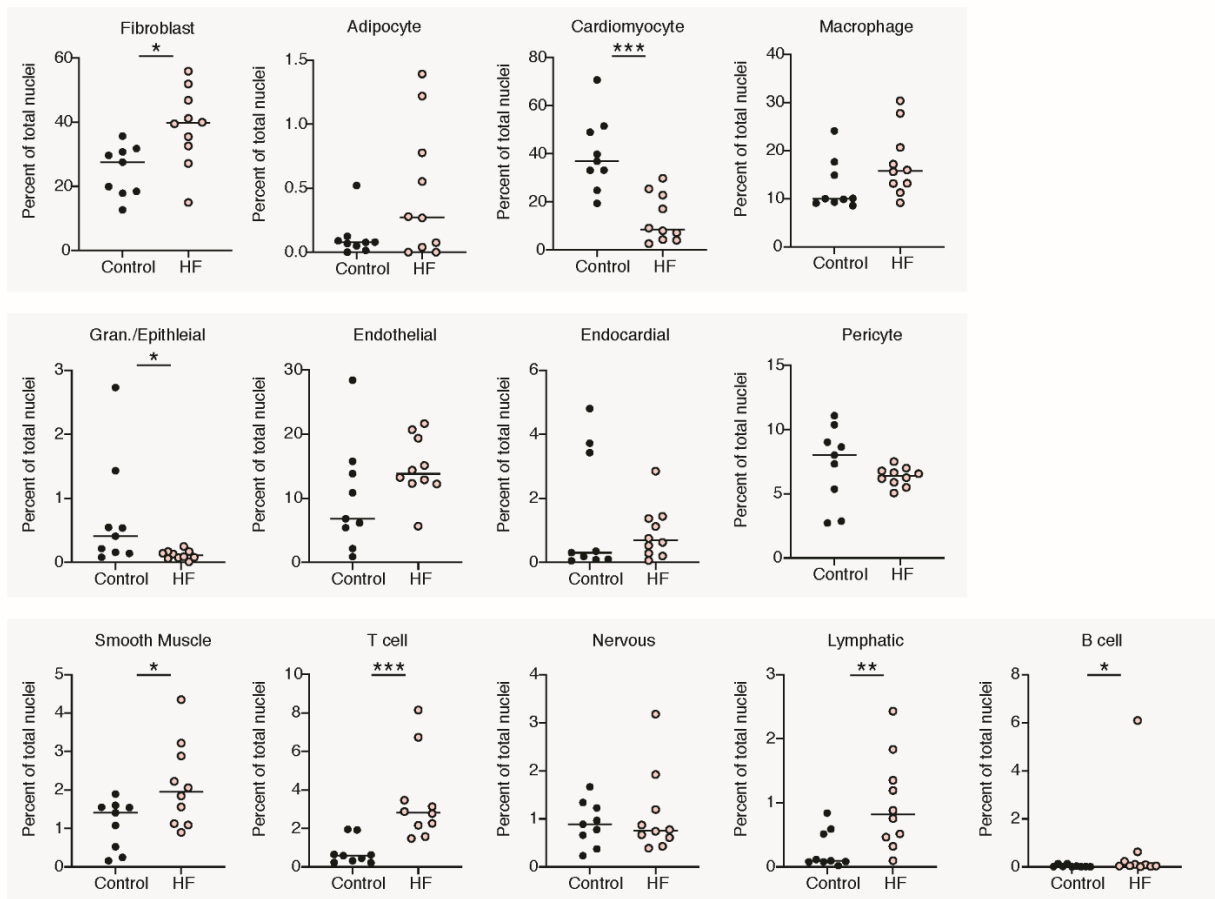 Fibroblast
*
Percent of total nuclei
60
40
20
0
Control HF
Adipocyte
Percent of total nuclei
1.5
1.0
0.5
0.0
Control HF
Cardiomyocyte
***
Percent of total nuclei
80
60
40
20
0
Control HF
Macrophage
Percent of total nuclei
40
30
20
10
0
Control HF
Gran./Epithleial
*
Percent of total nuclei
3
2
1
0
Control HF
Endothelial
Percent of total nuclei
30
20
10
0
Control HF
Endocardial
Percent of total nuclei
6
4
2
0
Control HF
Pericyte
Percent of total nuclei
15
10
5
0
Control HF
Smooth Muscle
*
Percent of total nuclei
5
4
3
2
1
0
Control HF
T cell
***
Percent of total nuclei
10
8
6
4
2
0
Control HF
Nervous
Percent of total nuclei
4
3
2
1
0
Control HF
Lymphatic
**
Percent of total nuclei
3
2
1
0
Control HF
B cell
*
Percent of total nuclei
8
6
4
2
0
Control HF